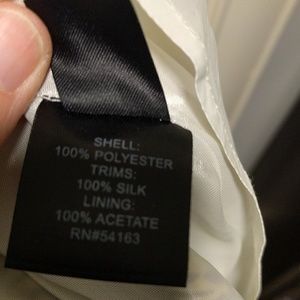 SHELL:
100% POLYESTER
TRIMS:
100% SILK
LINING:
100% ACETATE
RN#54163